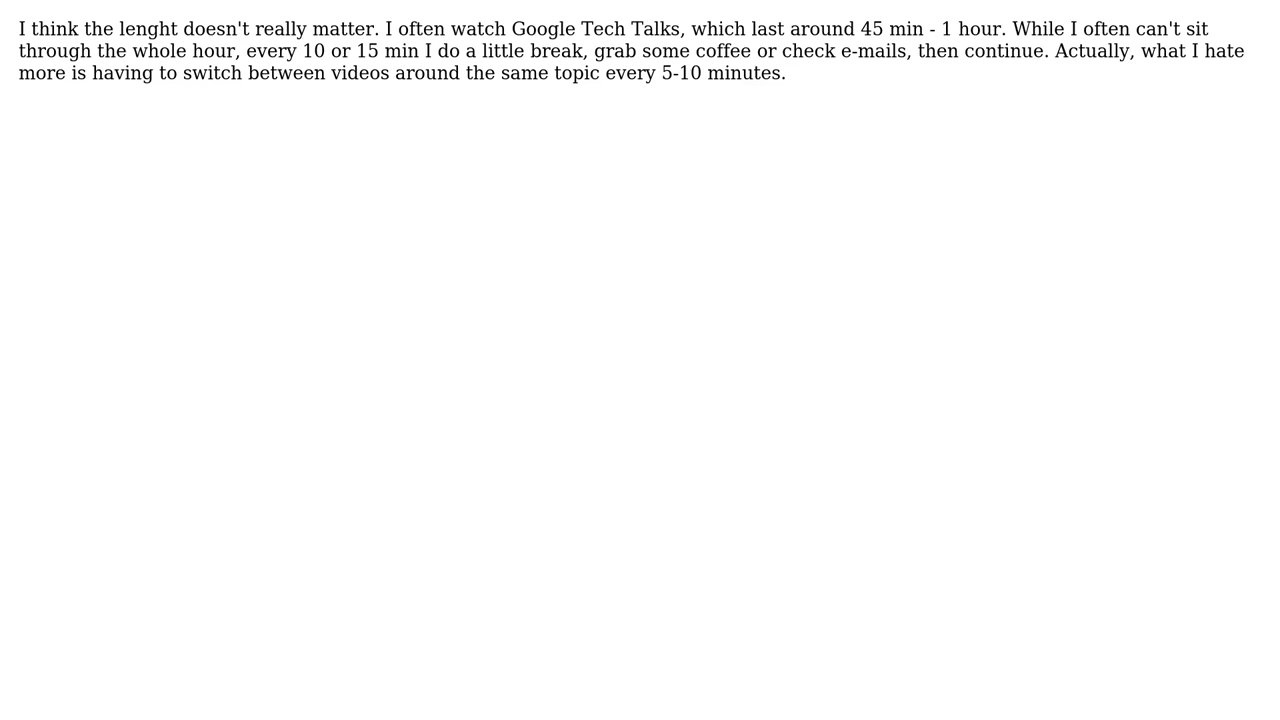 I think the lenght doesn't really matter. I often watch Google Tech Talks, which last around 45 min - 1 hour. While I often can't sit
through the whole hour, every 10 or 15 min I do a little break, grab some coffee or check e-mails, then continue. Actually, what I hate
more is having to switch between videos around the same topic every 5-10 minutes.